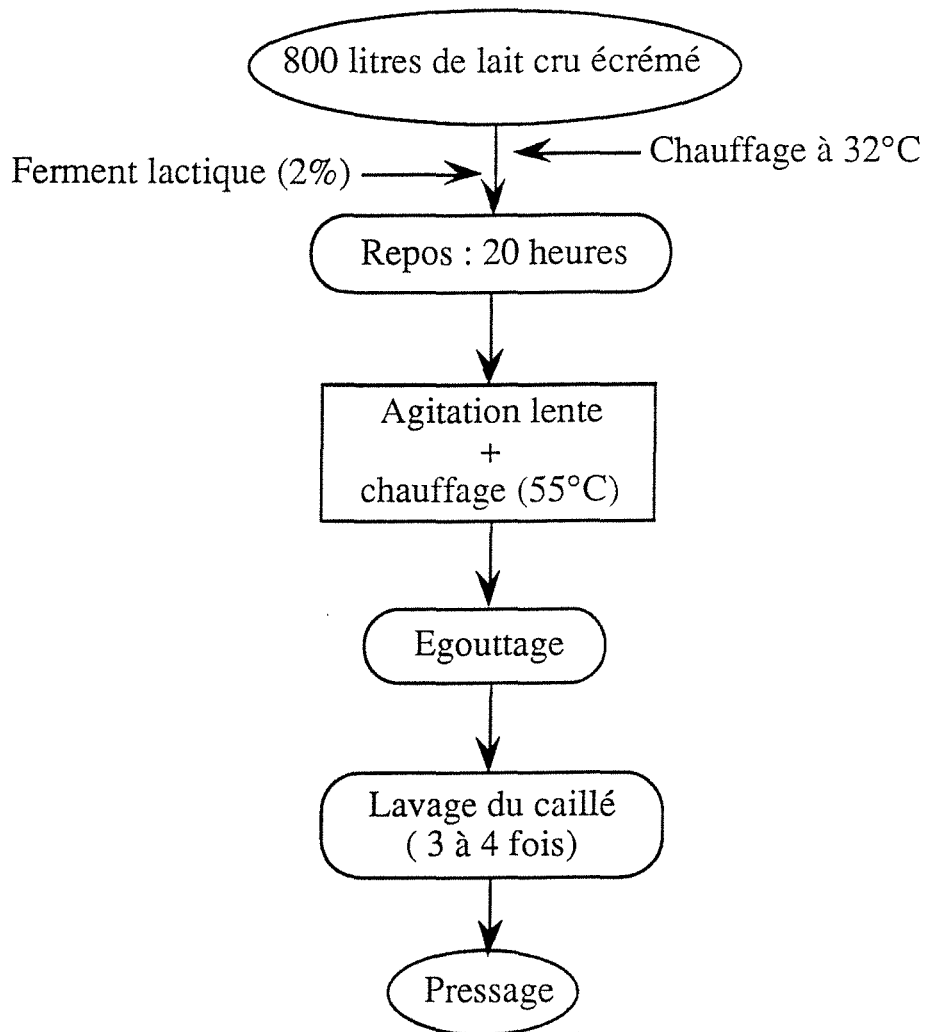 800 litres de lait cru écrémé
Chauffage à 32°C
Ferment lactique (2%)
Repos : 20 heures
Agitation lente
+
chauffage (55°C)
Egouttage
Lavage du caillé
( 3 à 4 fois)
Pressage